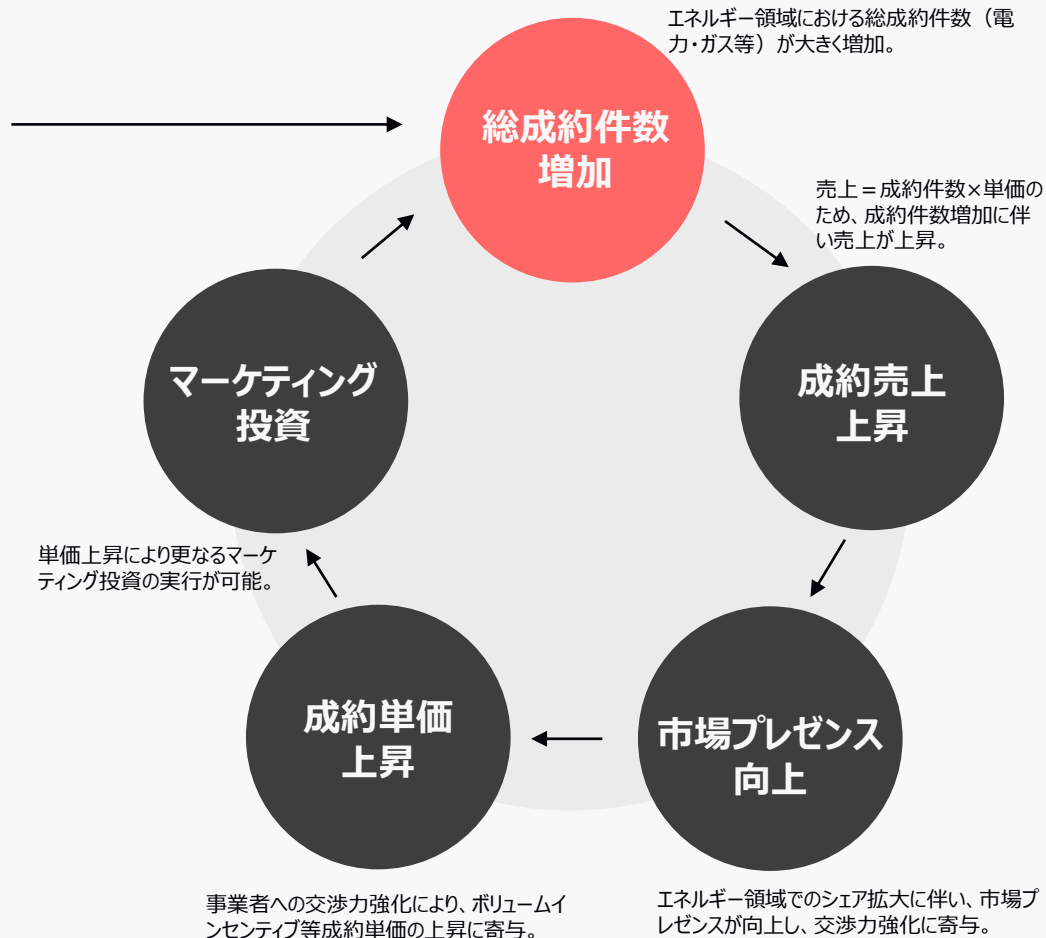 エネルギー領域における総成約件数（電
力・ガス等）が大きく増加。
総成約件数
増加
売上＝成約件数×単価の
ため、成約件数増加に伴
い売上が上昇。
成約売上
上昇
エネルギー領域でのシェア拡大に伴い、市場プ
レゼンスが向上し、交渉力強化に寄与。
市場プレゼンス
向上
事業者への交渉力強化により、ボリュームイ
ンセンティブ等成約単価の上昇に寄与。
成約単価
上昇
単価上昇により更なるマーケ
ティング投資の実行が可能。
マーケティング
投資